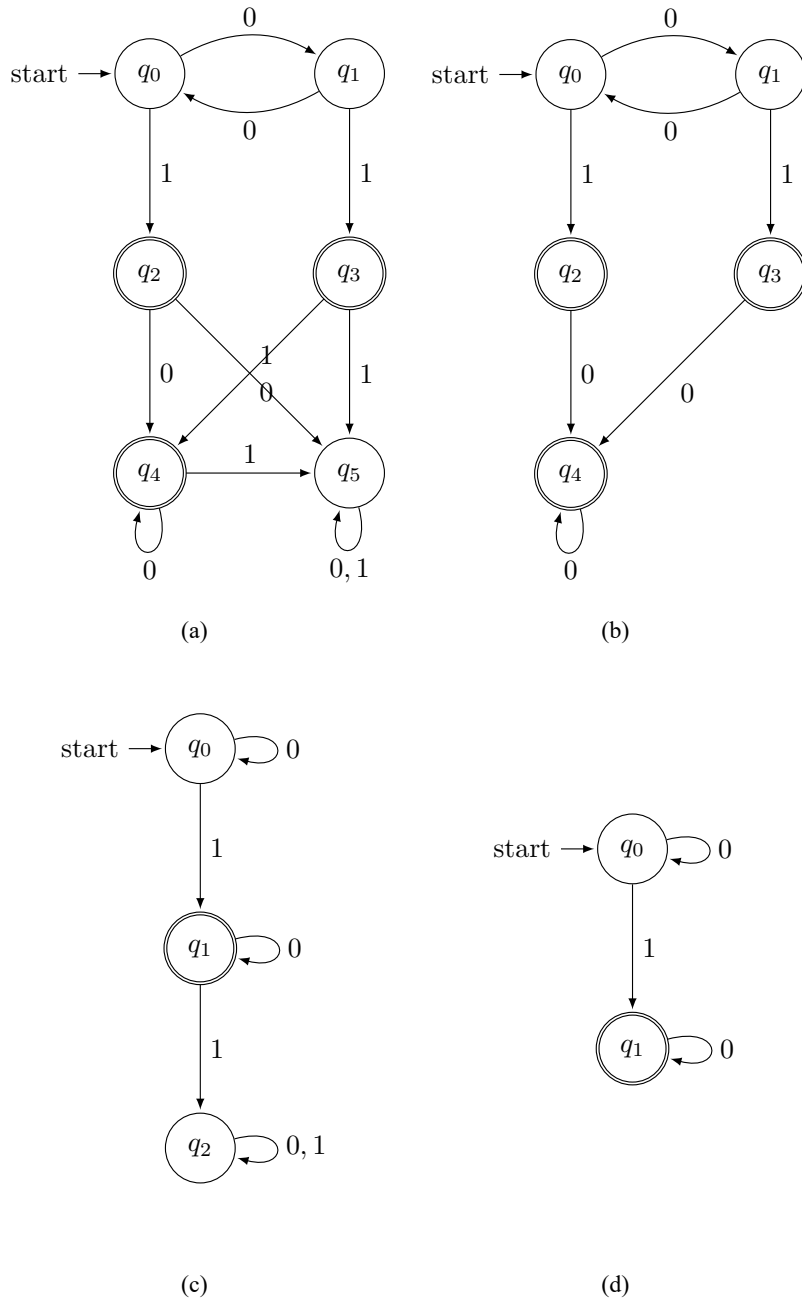 0
start q₀ q₁
0
1 1
q₂ q₃
1
0 0 1
q₄ 1 q₅
0 0, 1
(a)
0
start q₀ q₁
0
1 1
q₂ q₃
0 0
q₄
0
(b)
start q₀ 0
1
q₁ 0
1
q₂ 0, 1
(c)
start q₀ 0
1
q₁ 0
(d)